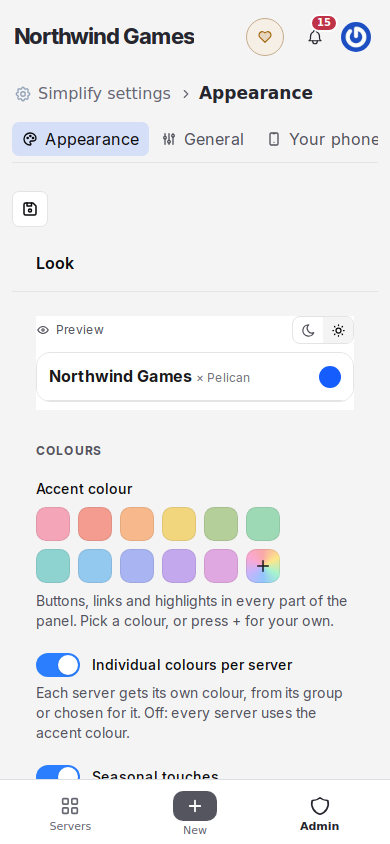 Northwind Games
15
Simplify settings > Appearance
Appearance General Your phone
Look
Preview
Northwind Games × Pelican
COLOURS
Accent colour
Buttons, links and highlights in every part of the
panel. Pick a colour, or press + for your own.
Individual colours per server
Each server gets its own colour, from its group
or chosen for it. Off: every server uses the
accent colour.
Seasonal touches
Servers New Admin